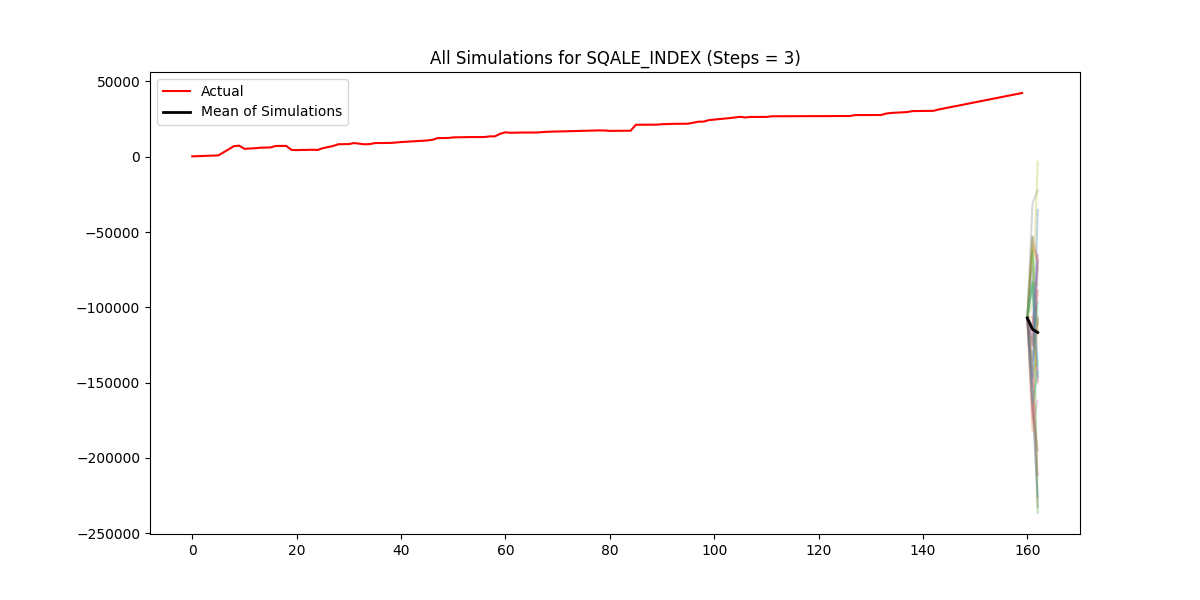 All Simulations for SQALE_INDEX (Steps = 3)
Actual
Mean of Simulations
50000
0
−50000
−100000
−150000
−200000
−250000
0 20 40 60 80 100 120 140 160